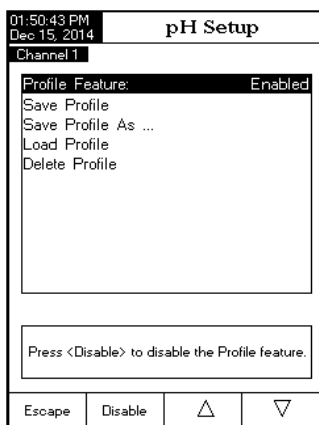 01:50:43 PM
Dec 15, 2014
pH Setup
Channel 1
Profile Feature: Enabled
Save Profile
Save Profile As ...
Load Profile
Delete Profile
Press <Disable> to disable the Profile feature.
Escape Disable △ ▽